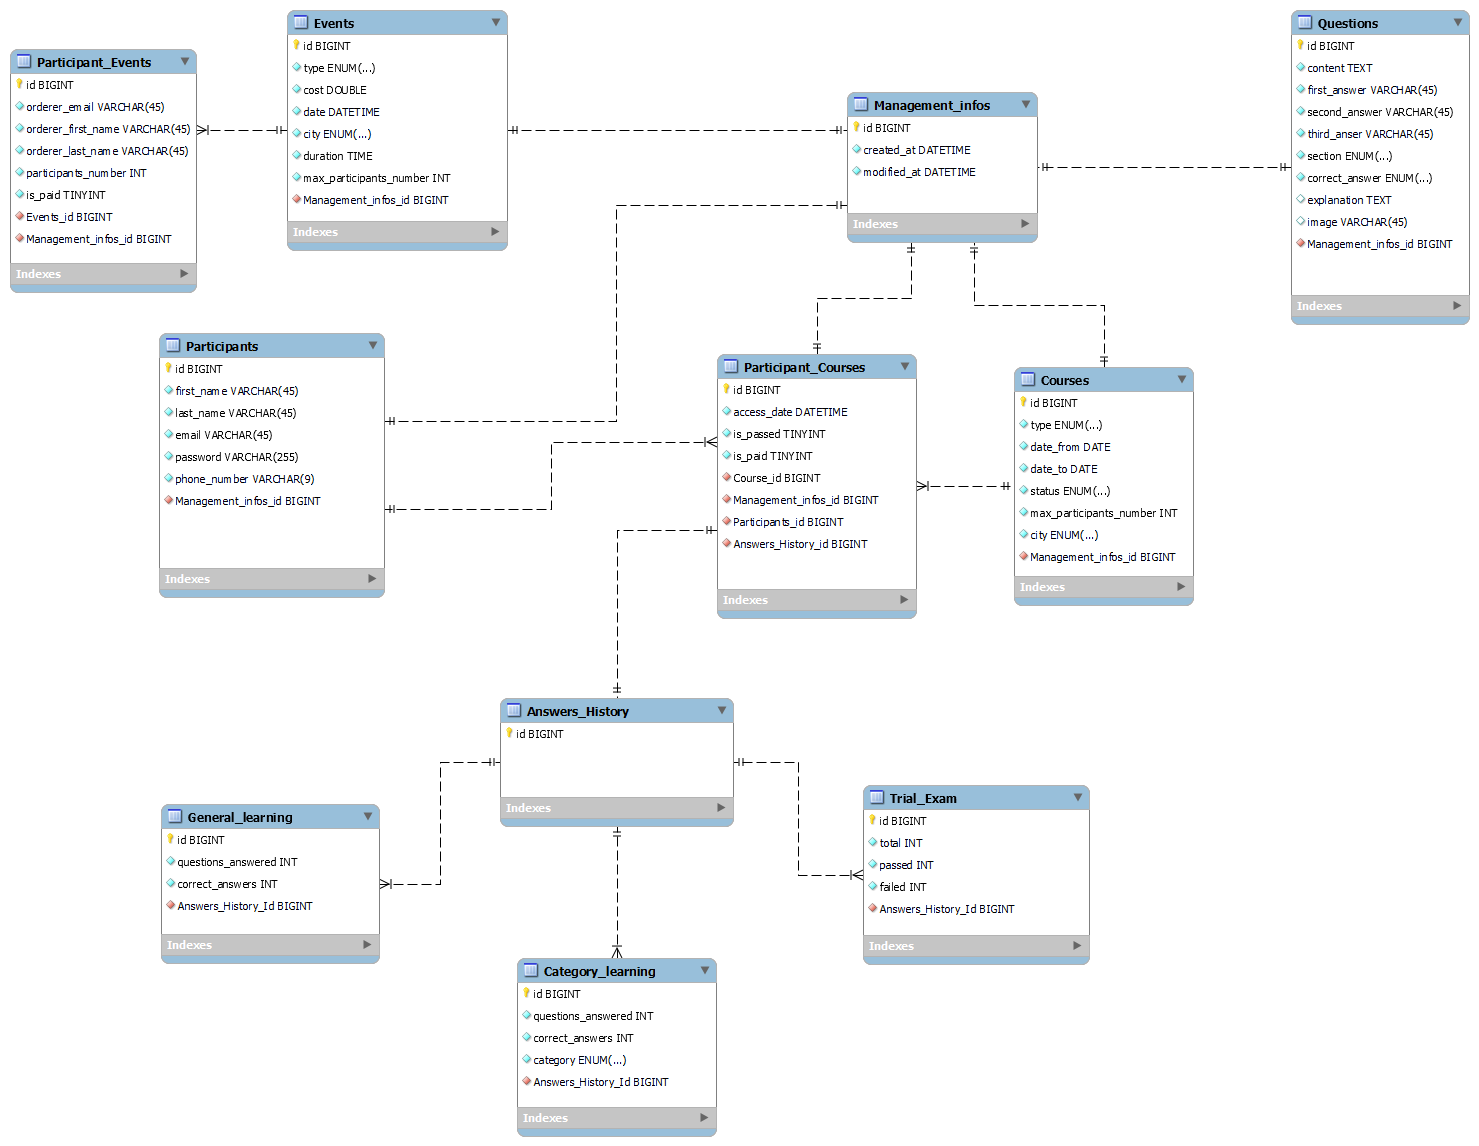 Participant_Events
id BIGINT
orderer_email VARCHAR(45)
orderer_first_name VARCHAR(45)
orderer_last_name VARCHAR(45)
participants_number INT
is_paid TINYINT
Events_id BIGINT
Management_infos_id BIGINT
Indexes
Events
id BIGINT
type ENUM(...)
cost DOUBLE
date DATETIME
city ENUM(...)
duration TIME
max_participants_number INT
Management_infos_id BIGINT
Indexes
Management_infos
id BIGINT
created_at DATETIME
modified_at DATETIME
Indexes
Questions
id BIGINT
content TEXT
first_answer VARCHAR(45)
second_answer VARCHAR(45)
third_anser VARCHAR(45)
section ENUM(...)
correct_answer ENUM(...)
explanation TEXT
image VARCHAR(45)
Management_infos_id BIGINT
Indexes
Participants
id BIGINT
first_name VARCHAR(45)
last_name VARCHAR(45)
email VARCHAR(45)
password VARCHAR(255)
phone_number VARCHAR(9)
Management_infos_id BIGINT
Indexes
Participant_Courses
id BIGINT
access_date DATETIME
is_passed TINYINT
is_paid TINYINT
Course_id BIGINT
Management_infos_id BIGINT
Participants_id BIGINT
Answers_History_id BIGINT
Indexes
Courses
id BIGINT
type ENUM(...)
date_from DATE
date_to DATE
status ENUM(...)
max_participants_number INT
city ENUM(...)
Management_infos_id BIGINT
Indexes
Answers_History
id BIGINT
Indexes
General_learning
id BIGINT
questions_answered INT
correct_answers INT
Answers_History_Id BIGINT
Indexes
Trial_Exam
id BIGINT
total INT
passed INT
failed INT
Answers_History_Id BIGINT
Indexes
Category_learning
id BIGINT
questions_answered INT
correct_answers INT
category ENUM(...)
Answers_History_Id BIGINT
Indexes